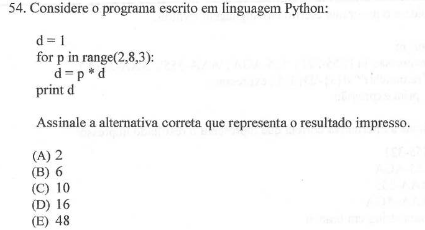 54. Considere o programa escrito em linguagem Python:
d = 1
for p in range(2,8,3):
d = p * d
print d
Assinale a alternativa correta que representa o resultado impresso.
(A) 2
(B) 6
(C) 10
(D) 16
(E) 48